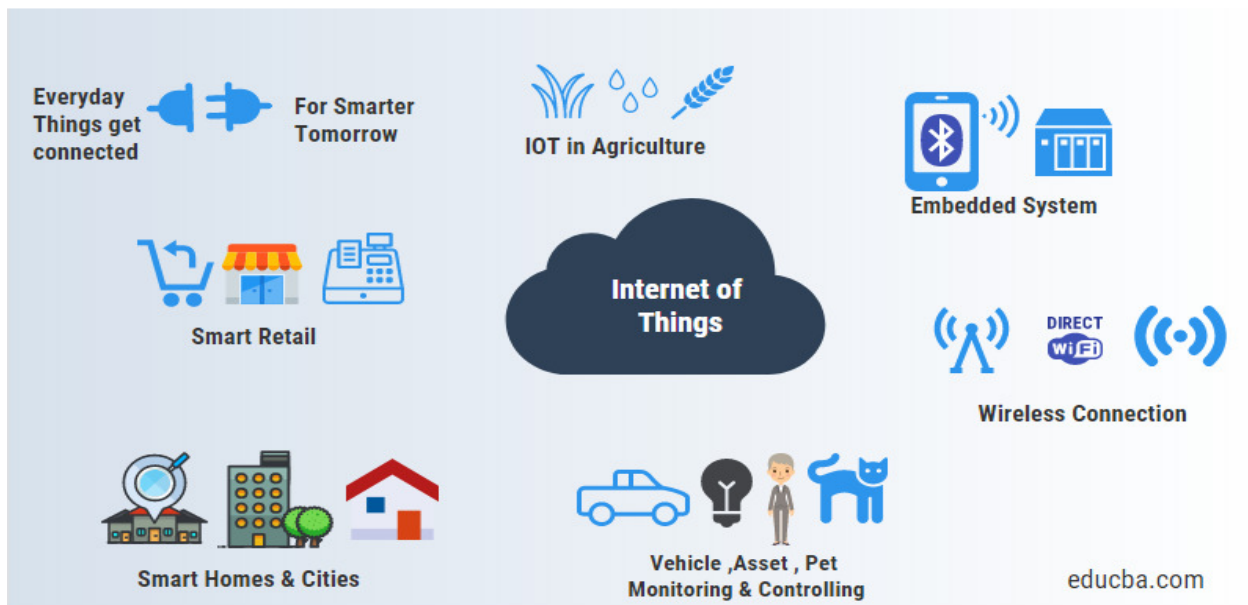 Everyday
Things get
connected
For Smarter
Tomorrow
IOT in Agriculture
Embedded System
Smart Retail
Internet of
Things
DIRECT
WiFi
Wireless Connection
Smart Homes & Cities
Vehicle ,Asset , Pet
Monitoring & Controlling
educba.com